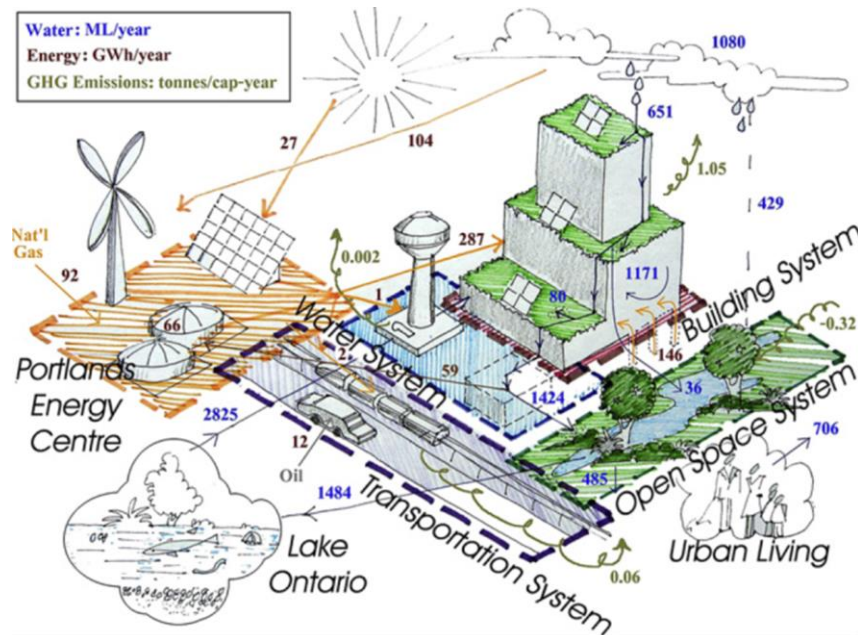 Water: ML/year
Energy: GWh/year
GHG Emissions: tonnes/cap-year
1080
651
27
104
1.05
429
Nat'l
Gas
92
0.002
287
1
1171
80
66
Water System
Building System
-0.32
2
59
146
Portlands
Energy
Centre
1424
36
2825
12
Oil
706
485
Open Space System
1484
Transportation System
Lake
Ontario
Urban Living
0.06